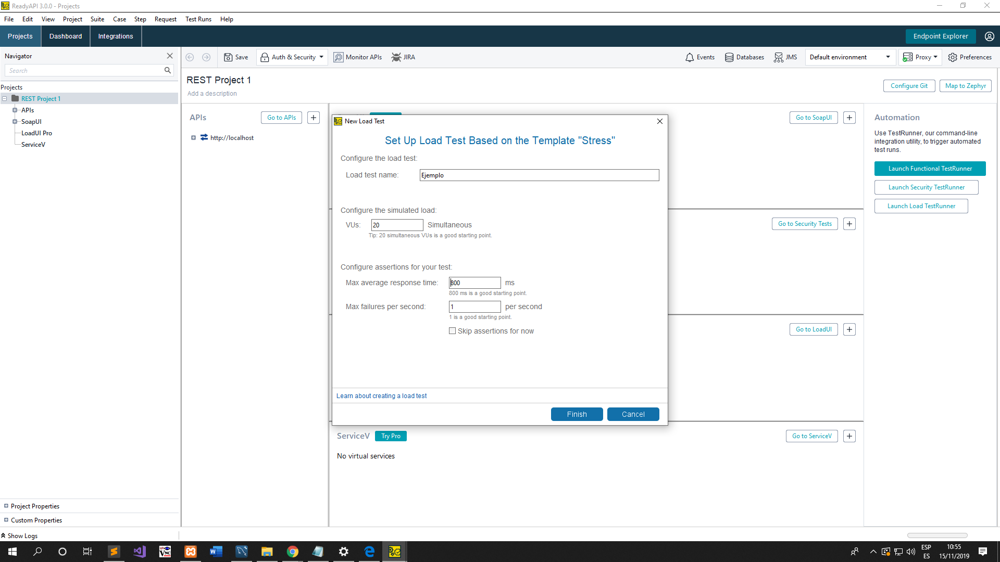 ReadyAPI 3.0.0 - Projects
File Edit View Project Suite Case Step Request Test Runs Help
Projects Dashboard Integrations Endpoint Explorer
Navigator
Save Auth & Security Monitor APIs JIRA Events Databases JMS Default environment Proxy Preferences
Search
Projects
REST Project 1
APIs
SoapUI
LoadUI Pro
ServiceV
REST Project 1
Add a description
Configure Git Map to Zephyr
APIs Go to APIs +
http://localhost
Go to SoapUI +
Go to Security Tests +
Go to LoadUI +
New Load Test
Set Up Load Test Based on the Template "Stress"
Configure the load test:
Load test name: Ejemplo
Configure the simulated load:
VUs: 20 Simultaneous
Tip: 20 simultaneous VUs is a good starting point.
Configure assertions for your test:
Max average response time: 800 ms
800 ms is a good starting point.
Max failures per second: 1 per second
1 is a good starting point.
Skip assertions for now
Learn about creating a load test
Finish Cancel
ServiceV Try Pro Go to ServiceV +
No virtual services
Automation
Use TestRunner, our command-line
integration utility, to trigger automated
test runs.
Launch Functional TestRunner
Launch Security TestRunner
Launch Load TestRunner
Project Properties
Custom Properties
Show Logs
VNC
ESP
ES
10:55
15/11/2019